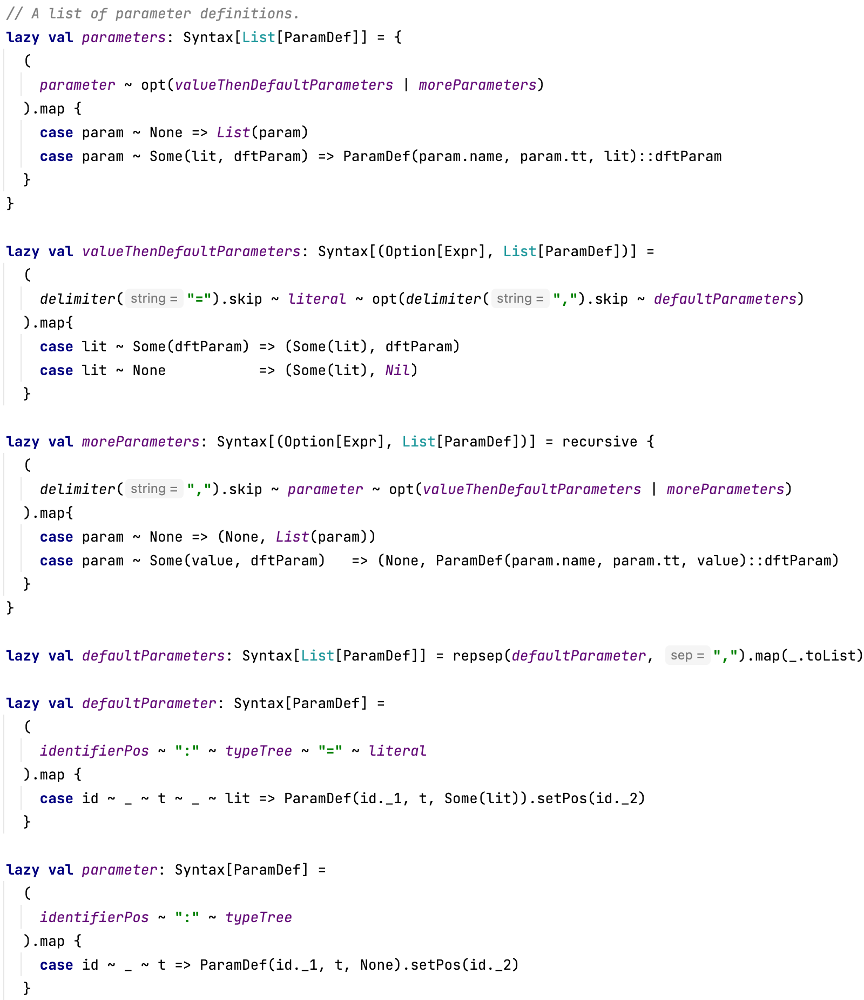 // A list of parameter definitions.
lazy val parameters: Syntax[List[ParamDef]] = {
  (
    parameter ~ opt(valueThenDefaultParameters | moreParameters)
  ).map {
    case param ~ None => List(param)
    case param ~ Some(lit, dftParam) => ParamDef(param.name, param.tt, lit)::dftParam
  }
}

lazy val valueThenDefaultParameters: Syntax[(Option[Expr], List[ParamDef])] =
  (
    delimiter( string = "=").skip ~ literal ~ opt(delimiter( string = ",").skip ~ defaultParameters)
  ).map{
    case lit ~ Some(dftParam) => (Some(lit), dftParam)
    case lit ~ None           => (Some(lit), Nil)
  }

lazy val moreParameters: Syntax[(Option[Expr], List[ParamDef])] = recursive {
  (
    delimiter( string = ",").skip ~ parameter ~ opt(valueThenDefaultParameters | moreParameters)
  ).map{
    case param ~ None => (None, List(param))
    case param ~ Some(value, dftParam)   => (None, ParamDef(param.name, param.tt, value)::dftParam)
  }
}

lazy val defaultParameters: Syntax[List[ParamDef]] = repsep(defaultParameter, sep = ",").map(_.toList)

lazy val defaultParameter: Syntax[ParamDef] =
  (
    identifierPos ~ ":" ~ typeTree ~ "=" ~ literal
  ).map {
    case id ~ _ ~ t ~ _ ~ lit => ParamDef(id._1, t, Some(lit)).setPos(id._2)
  }

lazy val parameter: Syntax[ParamDef] =
  (
    identifierPos ~ ":" ~ typeTree
  ).map {
    case id ~ _ ~ t => ParamDef(id._1, t, None).setPos(id._2)
  }